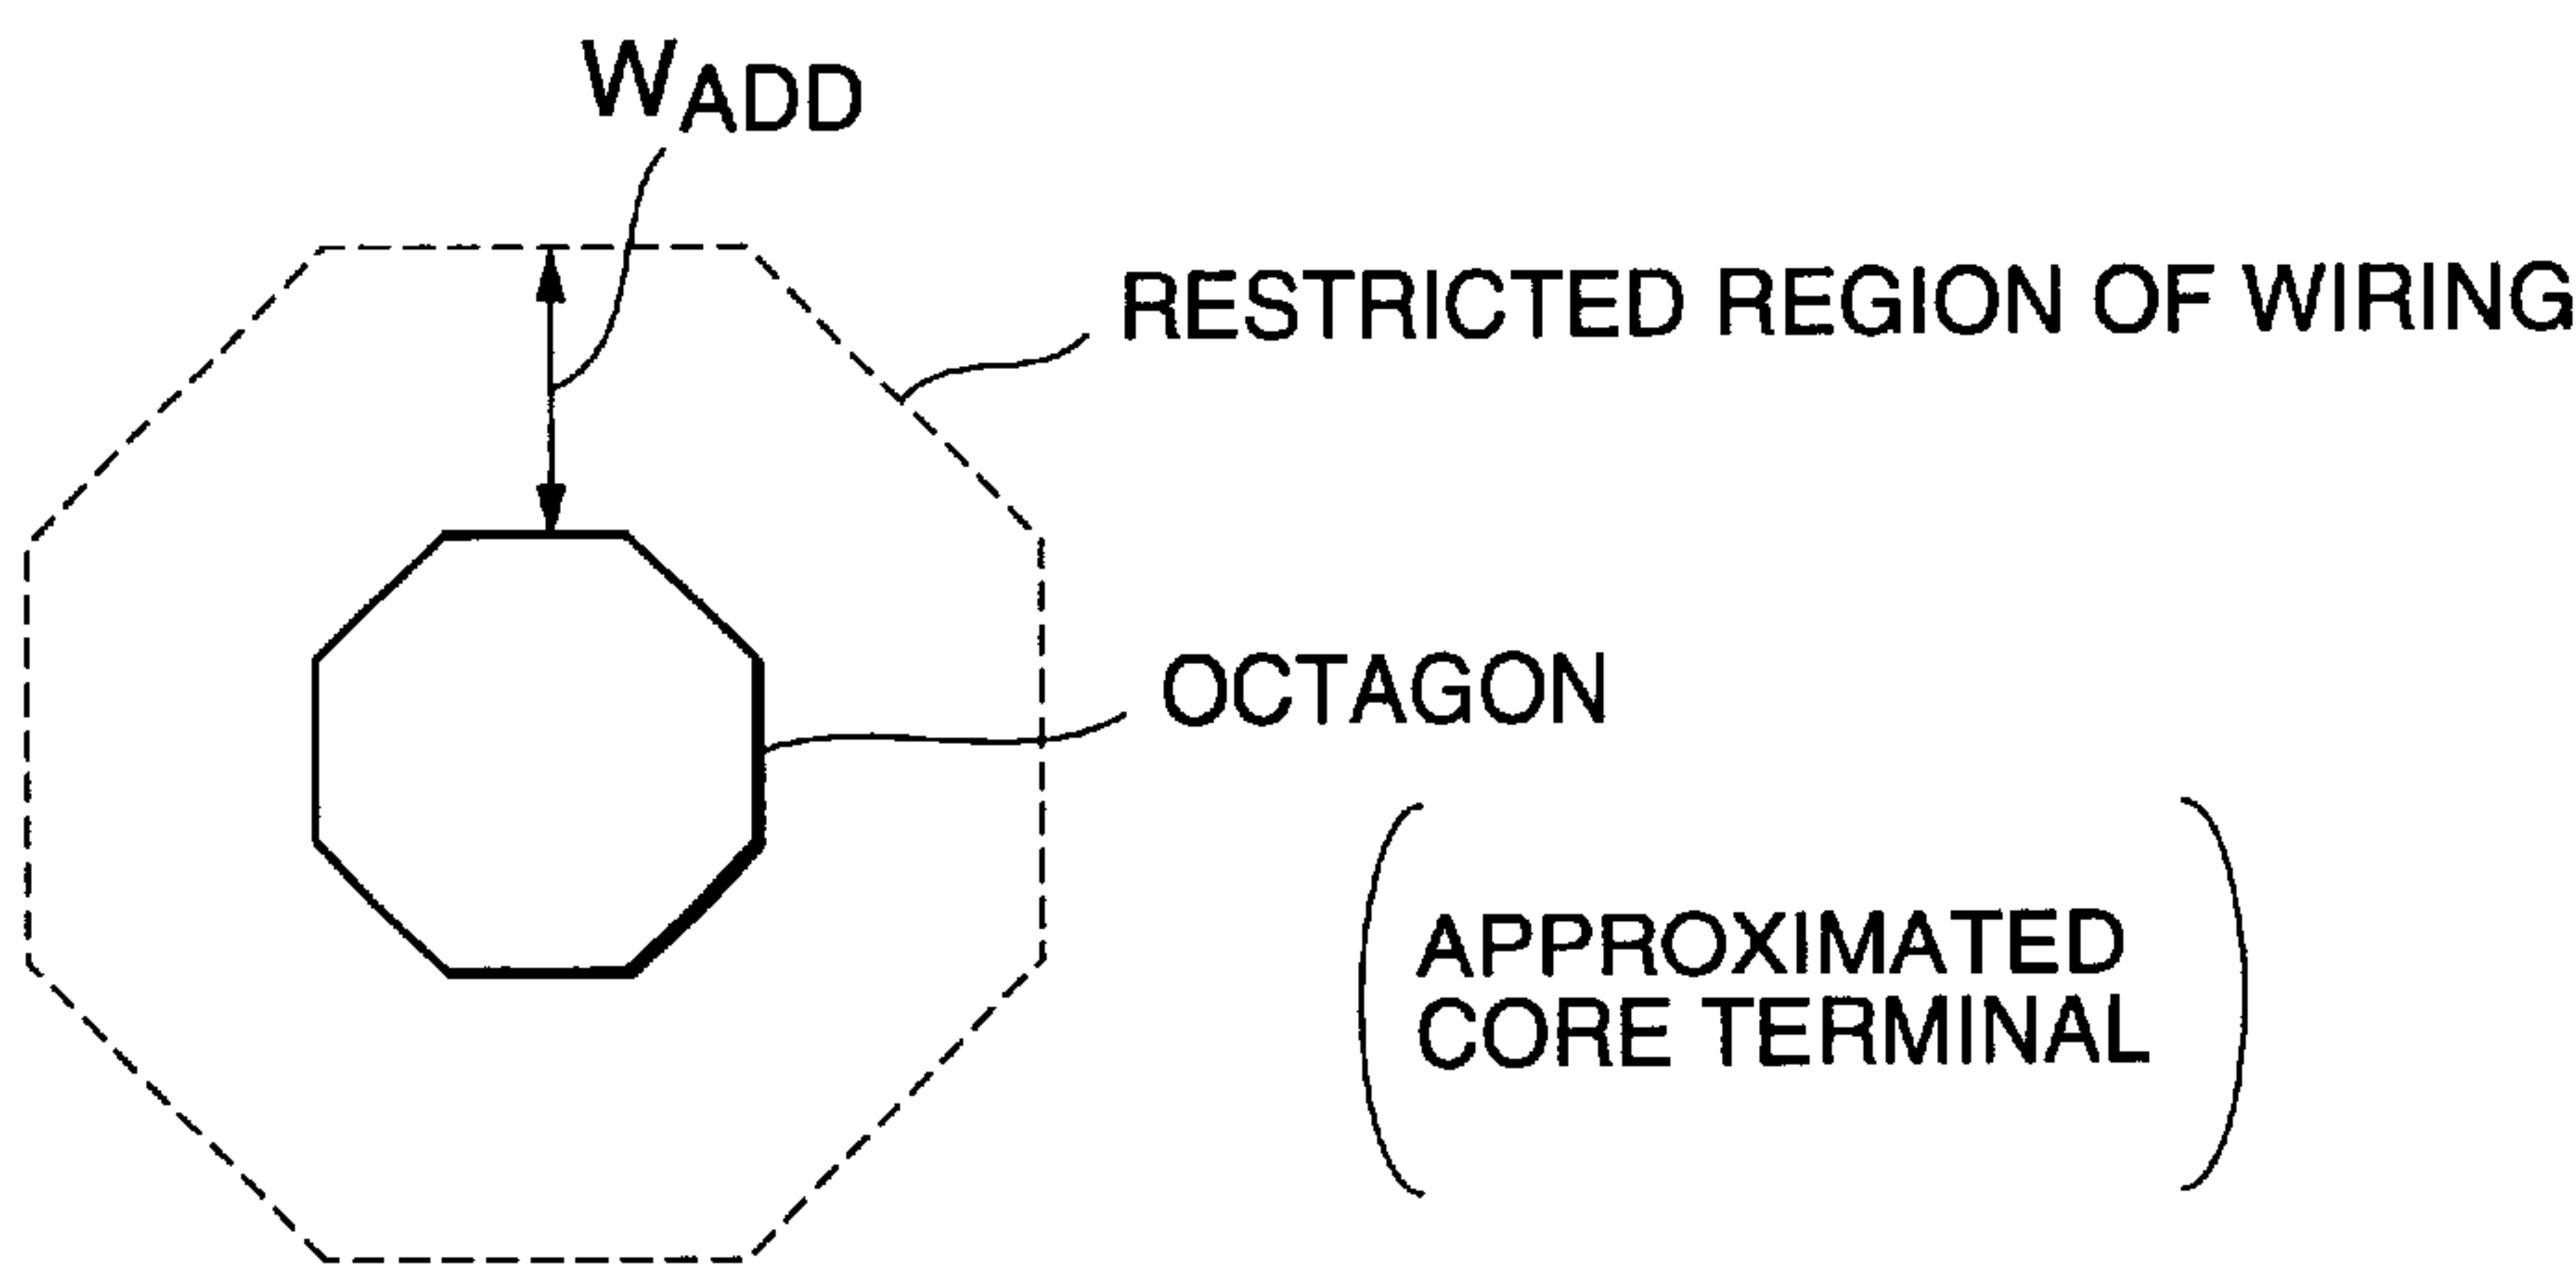 WADD
RESTRICTED REGION OF WIRING
OCTAGON
APPROXIMATED
CORE TERMINAL